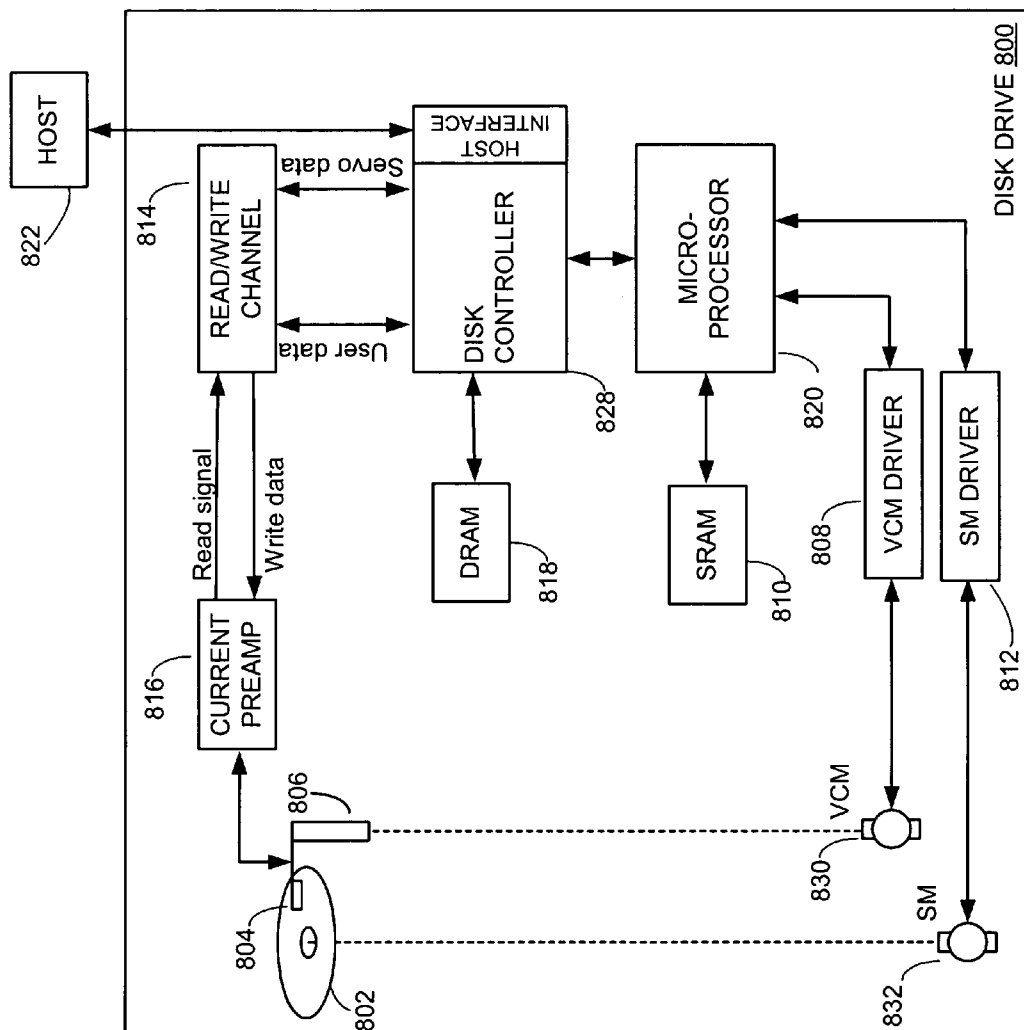 HOST
822
814
READ/WRITE
CHANNEL
Servo data
User data
HOST
INTERFACE
DISK
CONTROLLER
828
MICRO-
PROCESSOR
820
DISK DRIVE 800
Read signal
Write data
816
CURRENT
PREAMP
DRAM
818
SRAM
810
808
VCM DRIVER
SM DRIVER
812
806
804
802
VCM
830
SM
832